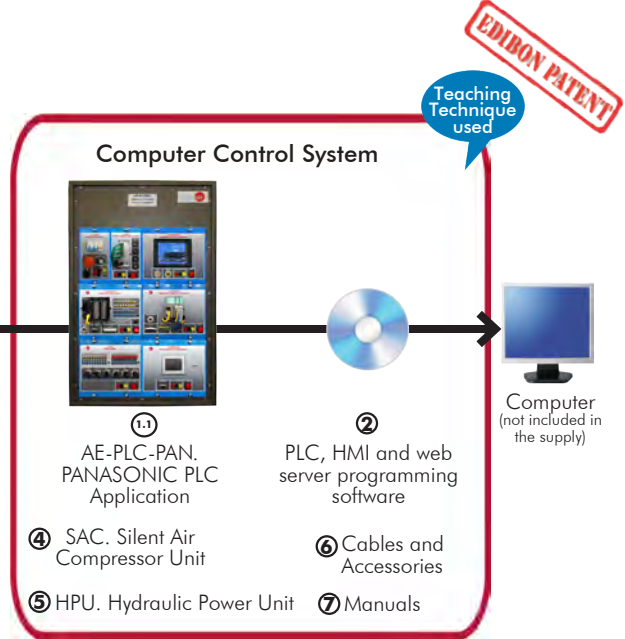 EDIBON PATENT
Teaching
Technique
used
Computer Control System
1.1
AE-PLC-PAN.
PANASONIC PLC
Application
2
PLC, HMI and web
server programming
software
Computer
(not included in
the supply)
4 SAC. Silent Air
Compressor Unit
6 Cables and
Accessories
5 HPU. Hydraulic Power Unit
7 Manuals